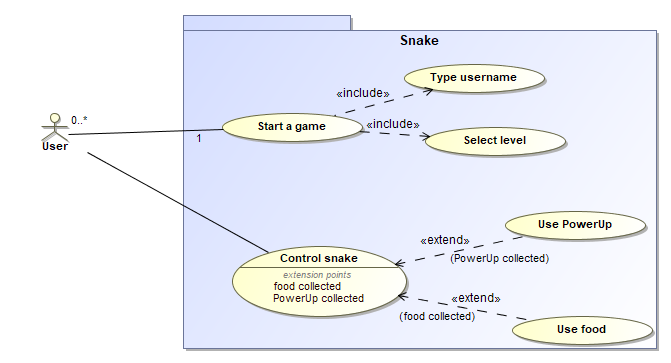 Snake
Type username
«include»
0..*
Start a game
«include»
1
User
Select level
Use PowerUp
«extend»
Control snake
(PowerUp collected)
extension points
food collected
PowerUp collected
«extend»
(food collected)
Use food